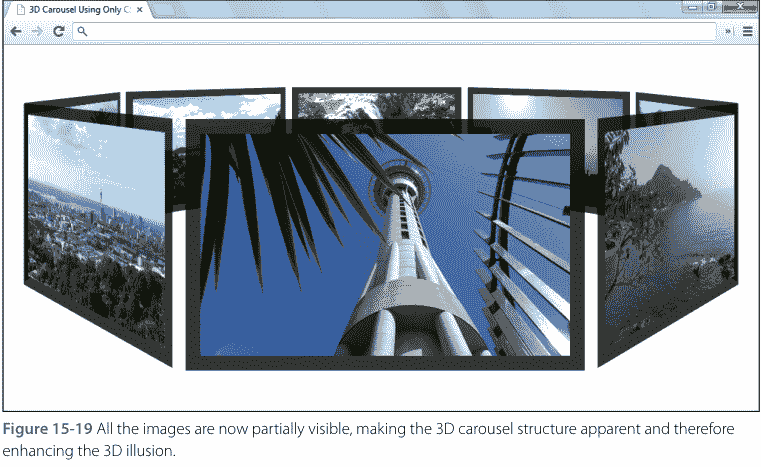 3D Carousel Using Only C
Figure 15-19 All the images are now partially visible, making the 3D carousel structure apparent and therefore
enhancing the 3D illusion.